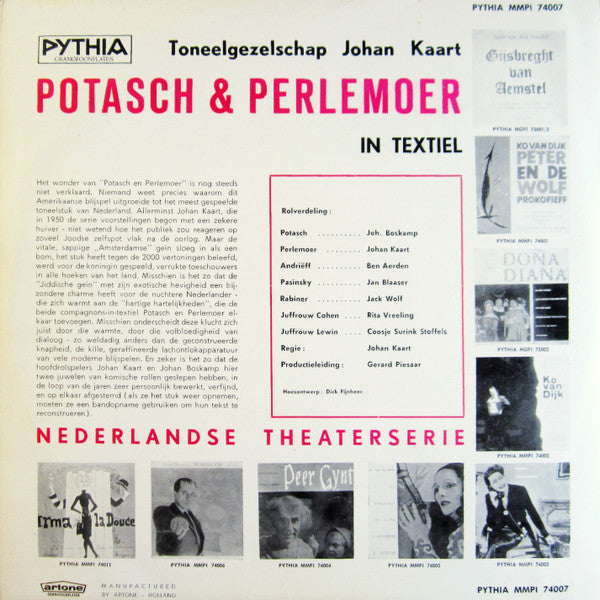 PYTHIA MMPI 74007
PYTHIA
GRAMOFOONPLATEN
Toneelgezelschap Johan Kaart
POTASCH & PERLEMOER
IN TEXTIEL
Het wonder van "Potasch en Perlemoer" is nog steeds
niet verklaard. Niemand weet precies waarom dit
Amerikaanse blijspel uitgroeide tot het meest gespeelde
toneelstuk van Nederland. Allerminst Johan Kaart, die
in 1950 de serie voorstellingen begon met een zekere
huiver - niet wetend hoe het publiek zou reageren op
zoveel Joodse zelfspot vlak na de oorlog. Maar de
vitale, sappige "Amsterdamse" gein sloeg in als een
bom, het stuk heeft tegen de 2000 vertoningen beleefd,
werd voor de koningin gespeeld, verrukte toeschouwers
in alle hoeken van het land. Misschien is het zo dat de
"Jiddische gein" met zijn exotische hevigheid een bij-
zondere charme heeft voor de nuchtere Nederlander -
die zich warmt aan de "hartige hartelijkheden", die de
beide compagnons-in-textiel Potasch en Perlemoer el-
kaar toevoegen. Misschien onderscheidt deze klucht zich
juist door die warmte, door die vitbloedigheid van
dialoog - zo weldadig anders dan de geconstrueerde
knapheid, de kille, geraffineerde lachontlokapparatuur
van vele moderne blijspelen. En zeker is het zo dat de
hoofdrolspelers Johan Kaart en Johan Boskamp hier
twee juwelen van komische rollen geslepen hebben, die
in de loop van de jaren zeer persoonlijk bewerkt, verfijnd,
en op elkaar afgestemd (als ze het stuk weer opnemen,
moeten ze een bandopname gebruiken om hun tekst te
reconstrueren).
Rolverdeling :
Potasch .......... Joh. Boskamp
Perlemoer .......... Johan Kaart
Andriëff .......... Ben Aerden
Pasinsky .......... Jan Blaaser
Rabiner .......... Jack Wolf
Juffrouw Cohen .... Rita Vreeling
Juffrouw Lewin .... Coosje Surink Stoffels
Regie : Johan Kaart
Productieleiding : Gerard Piesaar
Hoesontwerp : Dick Fijnheer.
Gijsbreght
van
Aemstel
PYTHIA MGPI 75001/2
KO VAN DIJK
PETER
EN DE
WOLF
PROKOFIEFF
PYTHIA MMPI 74001
DOÑA
DIANA
Ko
van
Dijk
PYTHIA MMPI 74002
NEDERLANDSE THEATERSERIE
Irma la Douce
PYTHIA MMPI 74011
PYTHIA MMPI 74006
Peer Gynt
PYTHIA MMPI 74004
PYTHIA MMPI 74005
artone
GRAMOFOONPLATEN
MANUFACTURED
BY ARTONE - HOLLAND
PYTHIA MMPI 74007